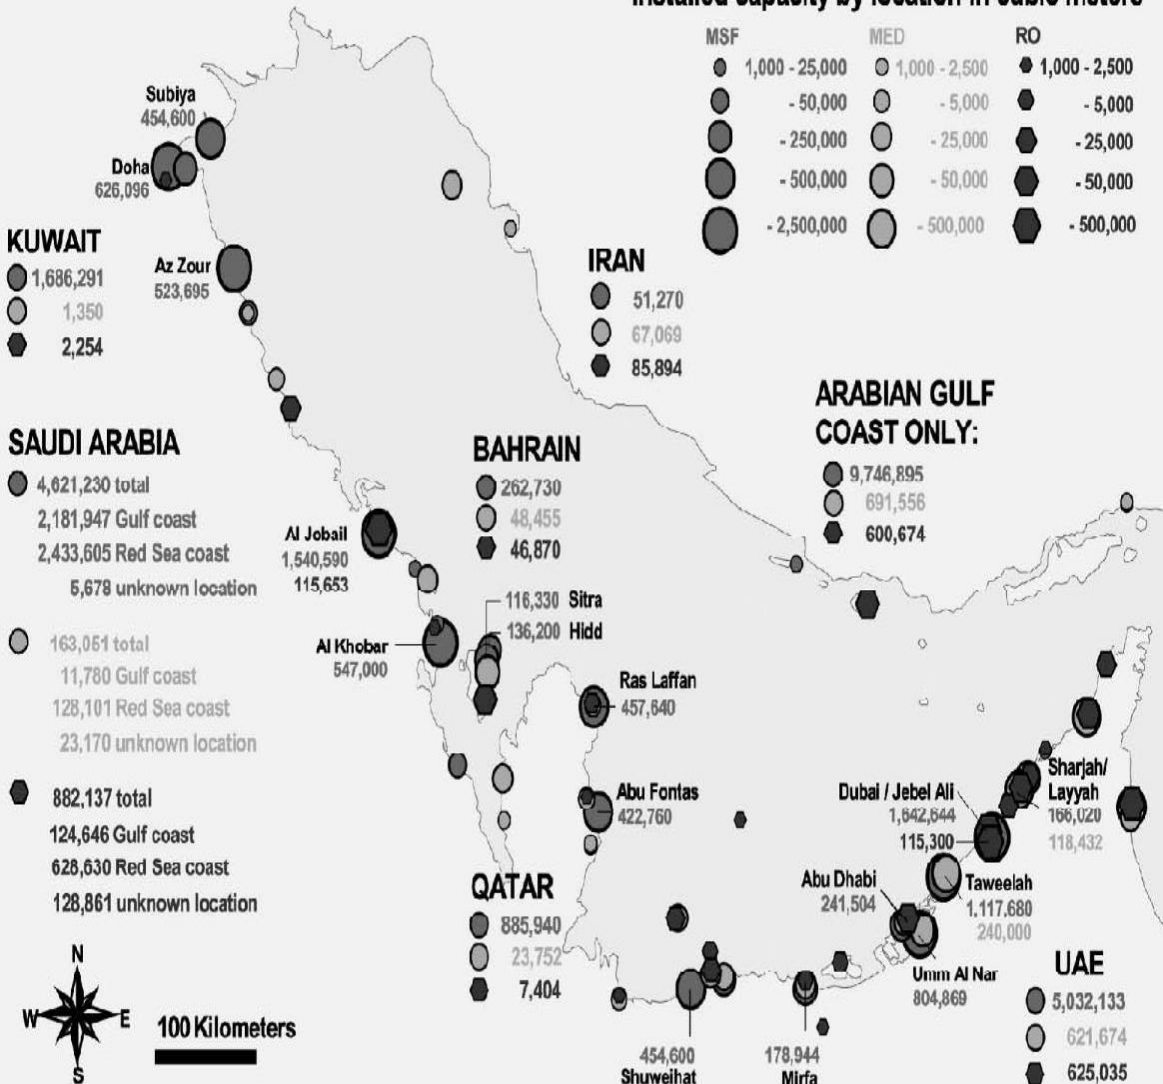 Installed capacity by location in cubic meters
MSF
MED
RO
1,000 - 25,000
1,000 - 2,500
1,000 - 2,500
- 50,000
- 5,000
- 5,000
- 250,000
- 25,000
- 25,000
- 500,000
- 50,000
- 50,000
- 2,500,000
- 500,000
- 500,000
Subiya
454,600
Doha
626,096
KUWAIT
1,686,291
1,350
2,254
Az Zour
523,695
IRAN
51,270
67,069
85,894
ARABIAN GULF
COAST ONLY:
9,746,895
691,556
600,674
SAUDI ARABIA
4,621,230 total
2,181,947 Gulf coast
2,433,605 Red Sea coast
5,678 unknown location
163,051 total
11,780 Gulf coast
128,101 Red Sea coast
23,170 unknown location
882,137 total
124,646 Gulf coast
628,630 Red Sea coast
128,861 unknown location
BAHRAIN
262,730
48,455
46,870
Al Jobail
1,540,590
115,653
116,330 Sitra
136,200 Hidd
Al Khobar
547,000
Ras Laffan
457,640
Abu Fontas
422,760
QATAR
885,940
23,752
7,404
Dubai / Jebel Ali
1,642,644
115,300
Sharjah/
Layyah
166,020
118,432
Abu Dhabi
241,504
Taweelah
1,117,680
240,000
Umm Al Nar
804,869
UAE
5,032,133
621,674
625,035
454,600
Shuweihat
178,944
Mirfa
N
W
E
S
100 Kilometers